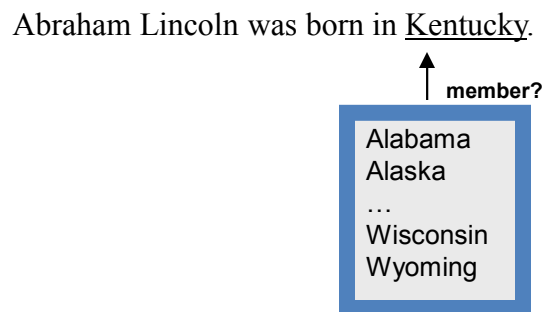 Abraham Lincoln was born in Kentucky.
member?
Alabama
Alaska
…
Wisconsin
Wyoming